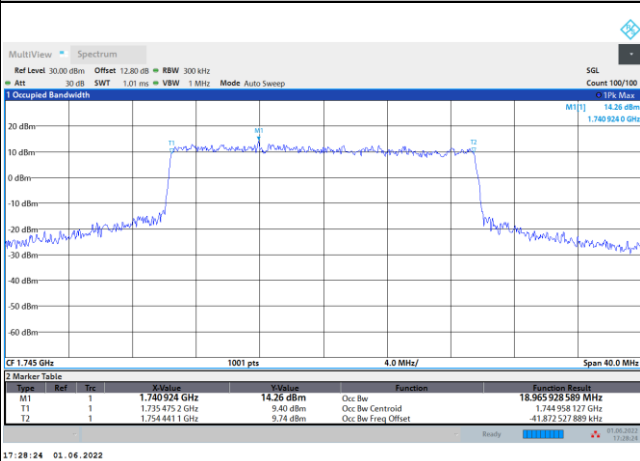 MultiView Spectrum
Ref Level 30.00 dBm Offset 12.80 dB RBW 300 kHz SGL
Att 30 dB SWT 1.01 ms VBW 1 MHz Mode Auto Sweep Count 100/100
1 Occupied Bandwidth 1Pk Max
M1[1] 14.26 dBm
1.740 924 0 GHz
M1
T1 T2
20 dBm
10 dBm
0 dBm
-10 dBm
-20 dBm
-30 dBm
-50 dBm
-60 dBm
CF 1.745 GHz 1001 pts 4.0 MHz/ Span 40.0 MHz
2 Marker Table
Type Ref Trc X-Value Y-Value Function Function Result
M1 1 1.740 924 GHz 14.26 dBm Occ Bw 18.965 928 589 MHz
T1 1 1.735 475 2 GHz 9.40 dBm Occ Bw Centroid 1.744 958 127 GHz
T2 1 1.754 441 1 GHz 9.74 dBm Occ Bw Freq Offset -41.872 527 889 kHz
Ready 01.06.2022
17:28:24
17:28:24 01.06.2022